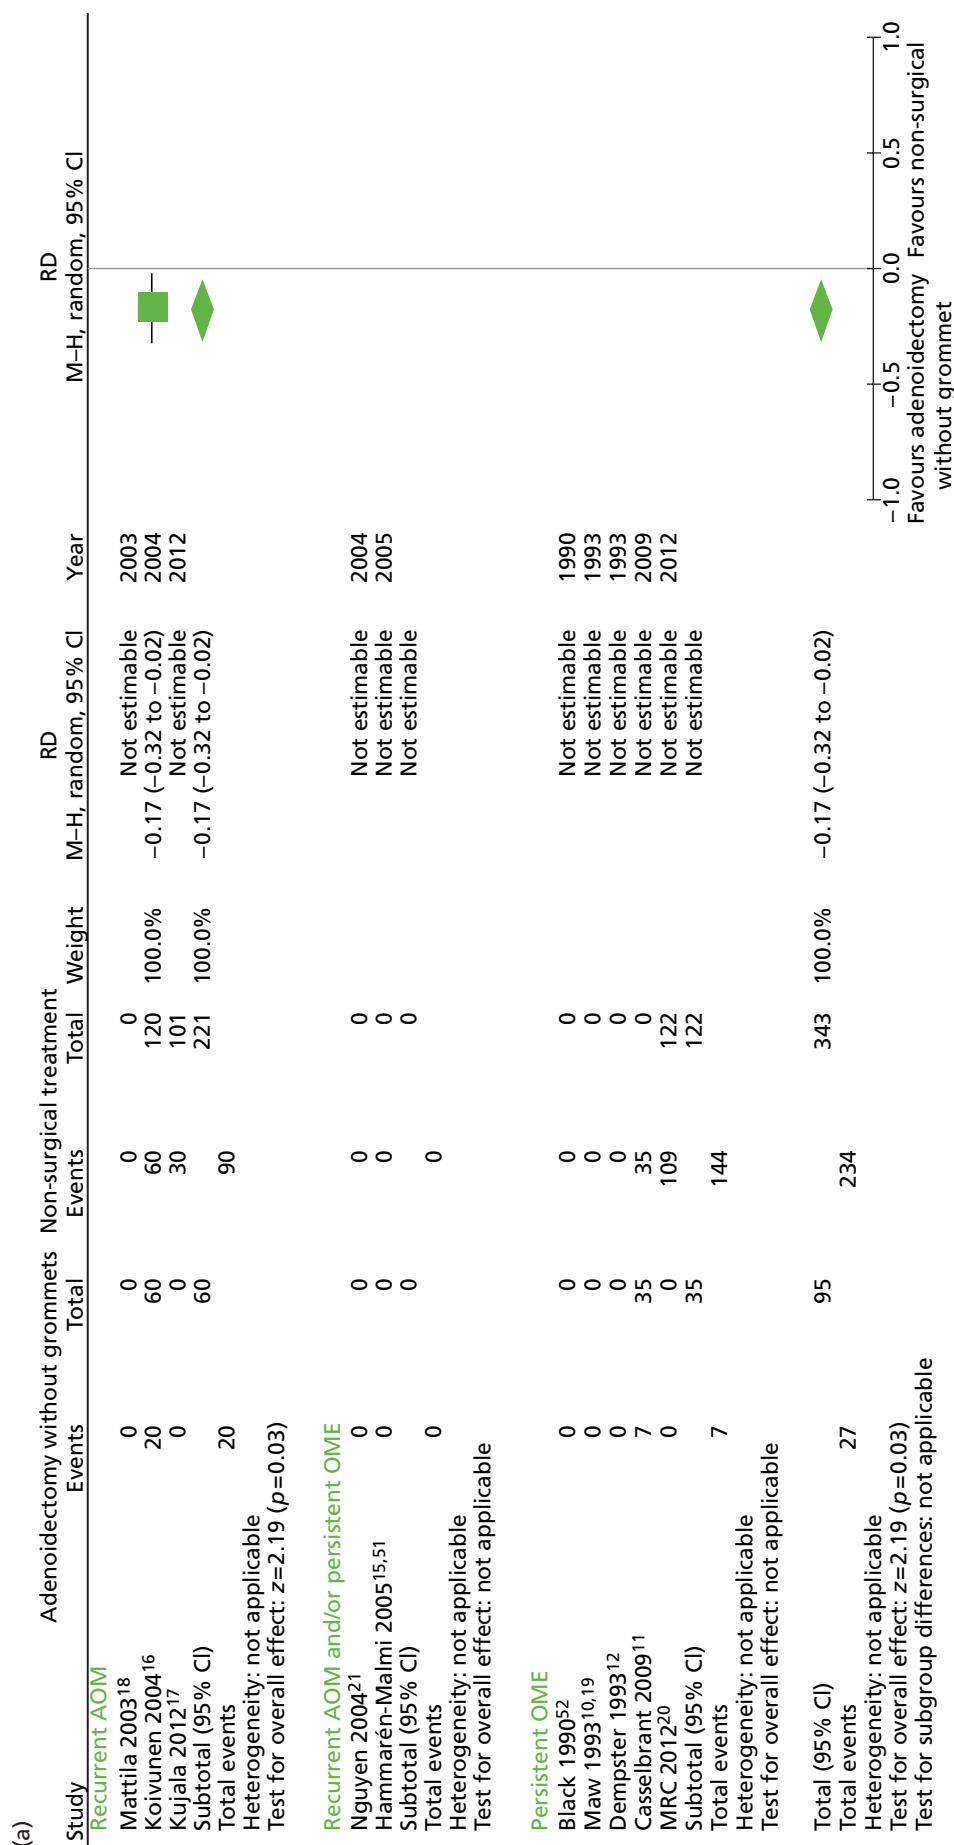 (a)
Adenoidectomy without grommets Non-surgical treatment RD RD
Study Events Total Events Total Weight M–H, random, 95% CI Year M–H, random, 95% CI
Recurrent AOM
Mattila 2003¹⁸ 0 0 0 0 Not estimable 2003
Koivunen 2004¹⁶ 20 60 60 120 100.0% −0.17 (−0.32 to −0.02) 2004
Kujala 2012¹⁷ 0 0 30 101 Not estimable 2012
Subtotal (95% CI) 60 221 100.0% −0.17 (−0.32 to −0.02)
Total events 20 90
Heterogeneity: not applicable
Test for overall effect: z=2.19 (p=0.03)
Recurrent AOM and/or persistent OME
Nguyen 2004²¹ 0 0 0 0 Not estimable 2004
Hammarén-Malmi 2005¹⁵,⁵¹ 0 0 0 0 Not estimable 2005
Subtotal (95% CI) 0 0 Not estimable
Total events 0 0
Heterogeneity: not applicable
Test for overall effect: not applicable
Persistent OME
Black 1990⁵² 0 0 0 0 Not estimable 1990
Maw 1993¹⁰,¹⁹ 0 0 0 0 Not estimable 1993
Dempster 1993¹² 0 0 0 0 Not estimable 1993
Casselbrant 2009¹¹ 7 35 35 0 Not estimable 2009
MRC 2012²⁰ 0 0 109 122 Not estimable 2012
Subtotal (95% CI) 35 122 Not estimable
Total events 7 144
Heterogeneity: not applicable
Test for overall effect: not applicable
Total (95% CI) 95 343 100.0% −0.17 (−0.32 to −0.02)
Total events 27 234
Heterogeneity: not applicable
Test for overall effect: z=2.19 (p=0.03)
Test for subgroup differences: not applicable
−1.0 −0.5 0.0 0.5 1.0
Favours adenoidectomy Favours non-surgical
without grommet